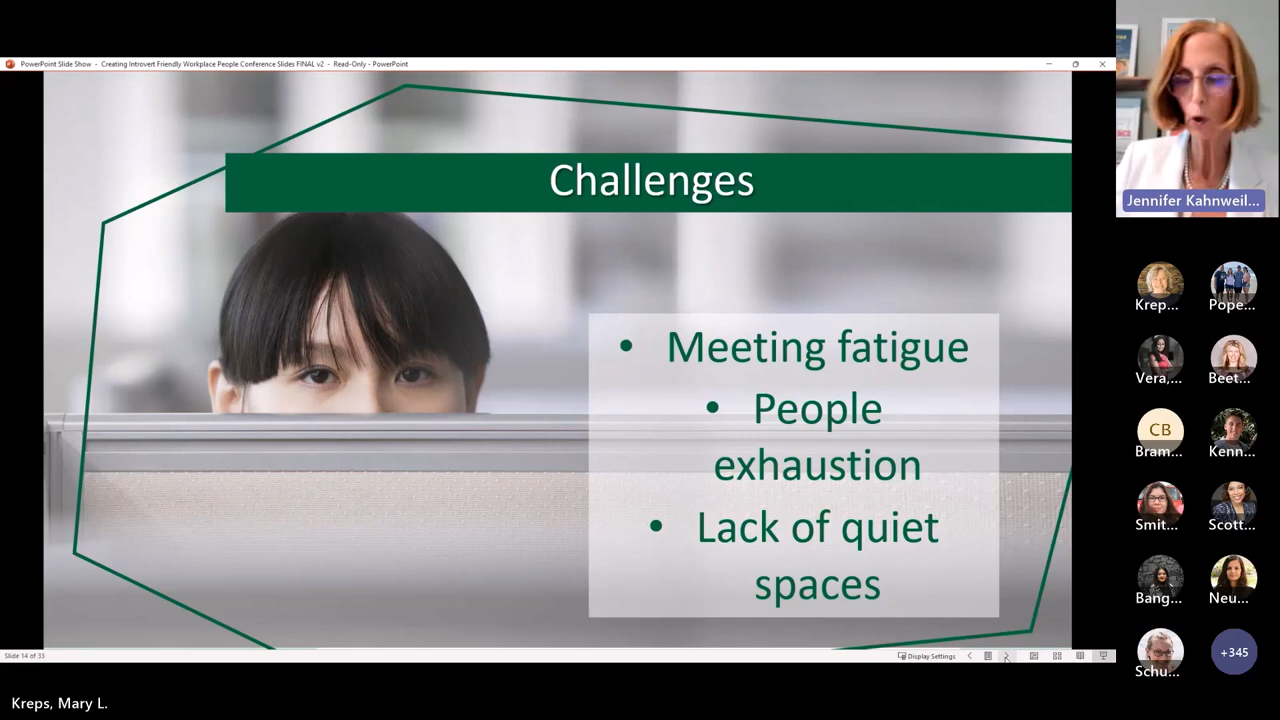 PowerPoint Slide Show - Creating Introvert Friendly Workplace People Conference Slides FINAL v2 - Read-Only - PowerPoint
Challenges
• Meeting fatigue
• People
exhaustion
• Lack of quiet
spaces
Slide 14 of 33
Display Settings
Jennifer Kahnweil...
Krep...
Pope...
Vera,...
Beet...
CB
Bram...
Kenn...
Smit...
Scott...
Bang...
Neu...
Schu...
+345
Kreps, Mary L.